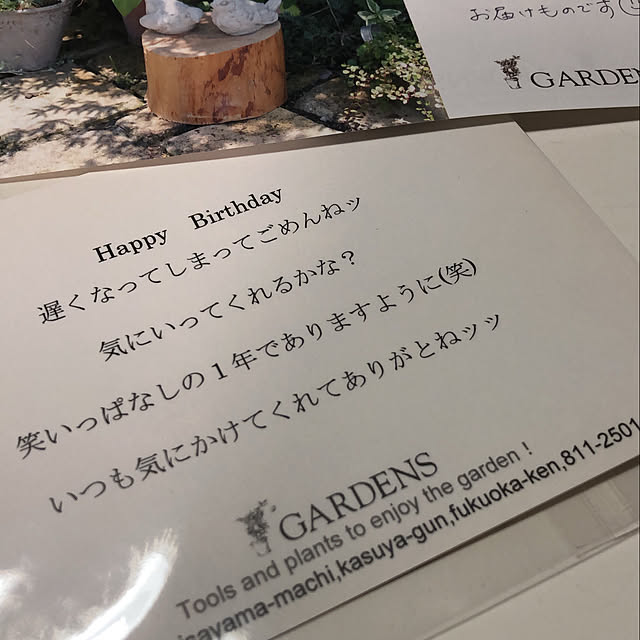 お届けものです
GARDEN
Happy Birthday
遅くなってしまってごめんねッ
気にいってくれるかな？
笑いっぱなしの１年でありますように(笑)
いつも気にかけてくれてありがとねッッ
GARDENS
Tools and plants to enjoy the garden !
isayama-machi,kasuya-gun,fukuoka-ken,811-2501